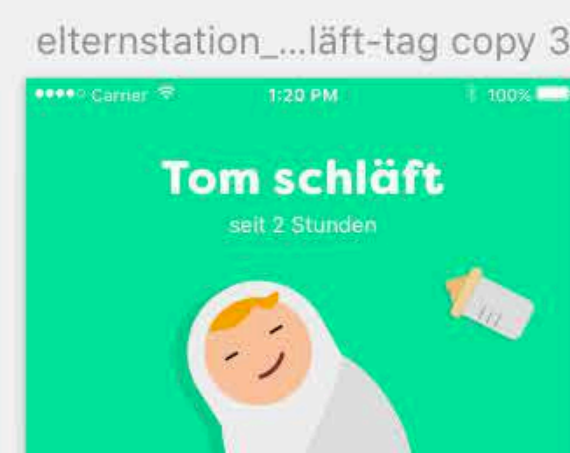 elternstation_...läft-tag copy 3
Carrier 1:20 PM 100%
Tom schläft
seit 2 Stunden